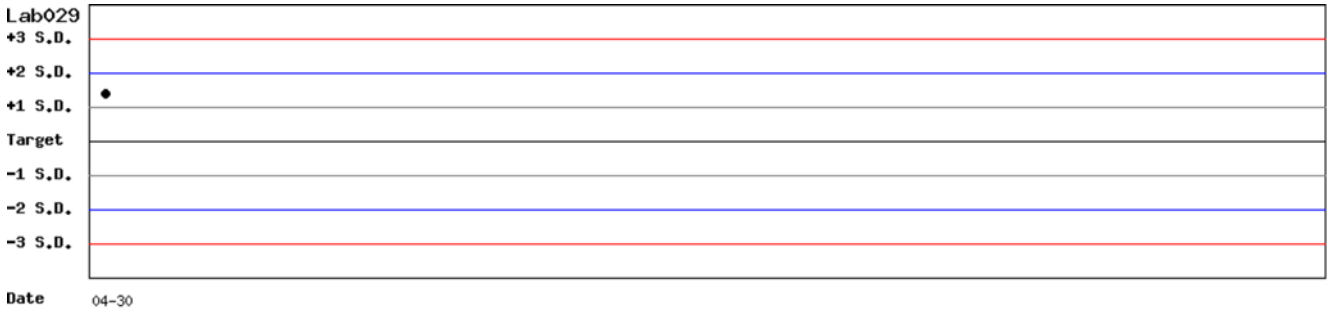 Lab029
+3 S.D.
+2 S.D.
+1 S.D.
Target
-1 S.D.
-2 S.D.
-3 S.D.
Date 04-30